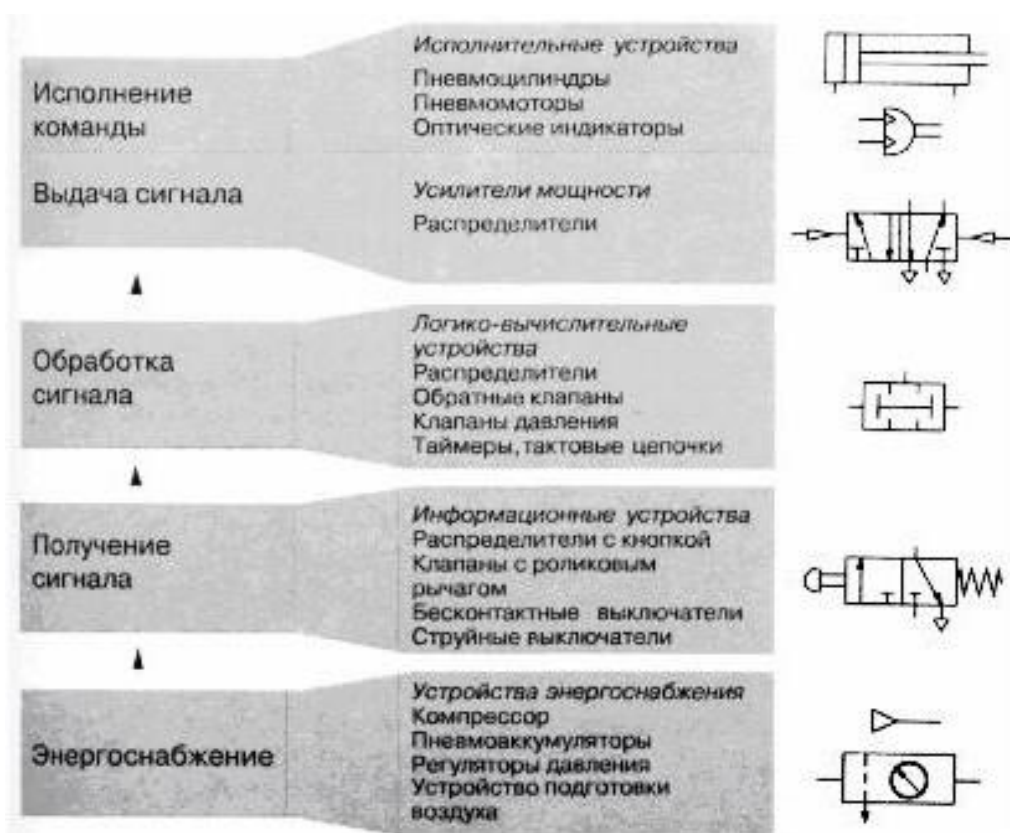 Исполнение
команды
Исполнительные устройства
Пневмоцилиндры
Пневмомоторы
Оптические индикаторы
Выдача сигнала
Усилители мощности
Распределители
Обработка
сигнала
Логико-вычислительные
устройства
Распределители
Обратные клапаны
Клапаны давления
Таймеры, тактовые цепочки
Получение
сигнала
Информационные устройства
Распределители с кнопкой
Клапаны с роликовым
рычагом
Бесконтактные выключатели
Струйные выключатели
Энергоснабжение
Устройства энергоснабжения
Компрессор
Пневмоаккумуляторы
Регуляторы давления
Устройство подготовки
воздуха